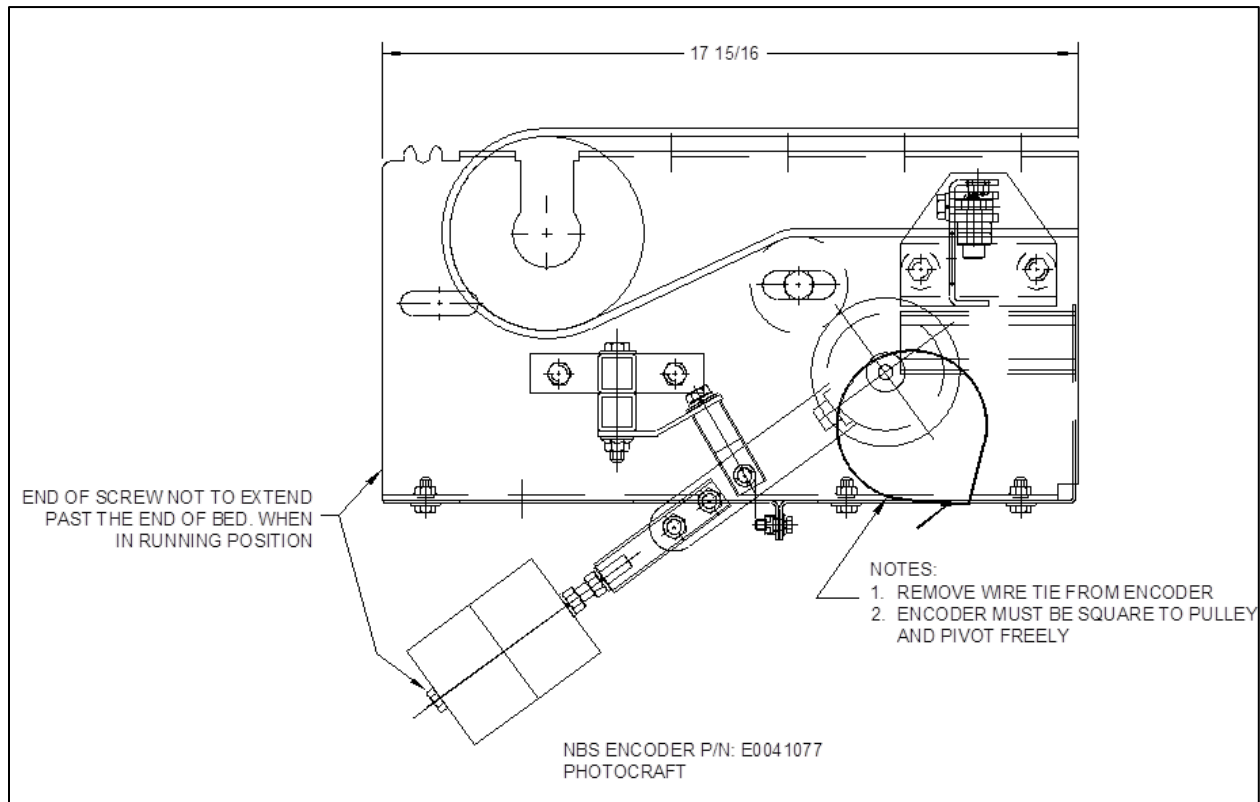 17 15/16
END OF SCREW NOT TO EXTEND
PAST THE END OF BED. WHEN
IN RUNNING POSITION
NOTES:
1. REMOVE WIRE TIE FROM ENCODER
2. ENCODER MUST BE SQUARE TO PULLEY
AND PIVOT FREELY
NBS ENCODER P/N: E0041077
PHOTOCRAFT